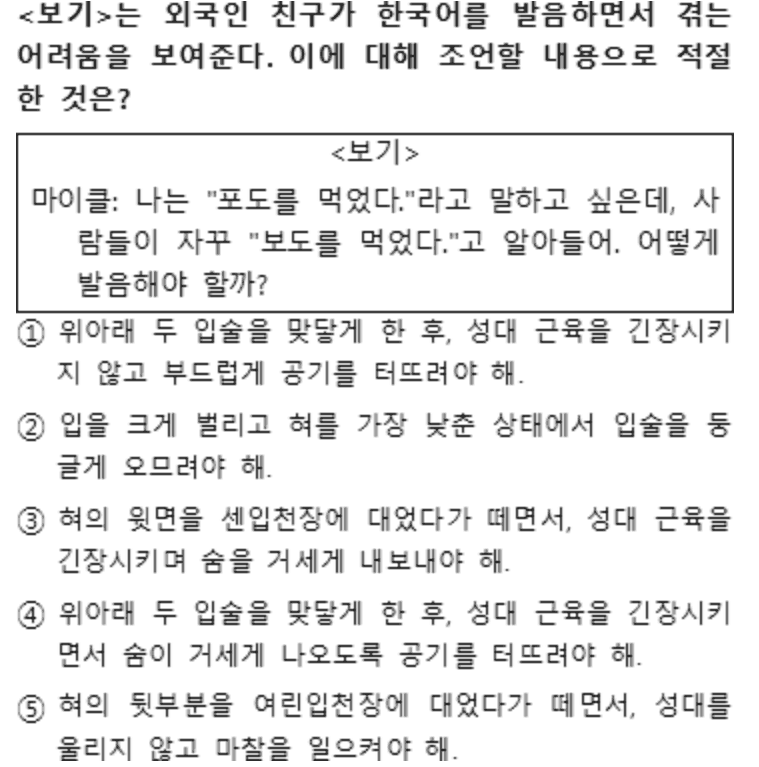 <보기>는 외국인 친구가 한국어를 발음하면서 겪는
어려움을 보여준다. 이에 대해 조언할 내용으로 적절
한 것은?
<보기>
마이클: 나는 "포도를 먹었다."라고 말하고 싶은데, 사
람들이 자꾸 "보도를 먹었다."고 알아들어. 어떻게
발음해야 할까?
① 위아래 두 입술을 맞닿게 한 후, 성대 근육을 긴장시키
지 않고 부드럽게 공기를 터뜨려야 해.
② 입을 크게 벌리고 혀를 가장 낮춘 상태에서 입술을 둥
글게 오므려야 해.
③ 혀의 윗면을 센입천장에 대었다가 떼면서, 성대 근육을
긴장시키며 숨을 거세게 내보내야 해.
④ 위아래 두 입술을 맞닿게 한 후, 성대 근육을 긴장시키
면서 숨이 거세게 나오도록 공기를 터뜨려야 해.
⑤ 혀의 뒷부분을 여린입천장에 대었다가 떼면서, 성대를
울리지 않고 마찰을 일으켜야 해.